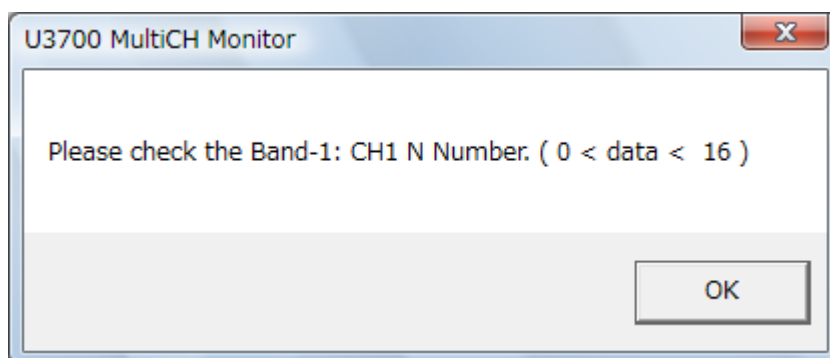 U3700 MultiCH Monitor
Please check the Band-1: CH1 N Number. ( 0 < data <  16 )
OK